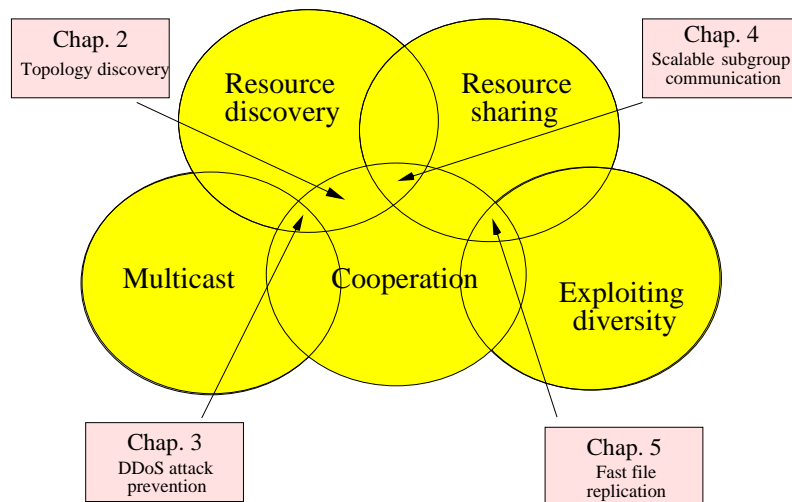 Chap. 2
Topology discovery
Chap. 4
Scalable subgroup
communication
Resource
discovery
Resource
sharing
Multicast
Cooperation
Exploiting
diversity
Chap. 3
DDoS attack
prevention
Chap. 5
Fast file
replication